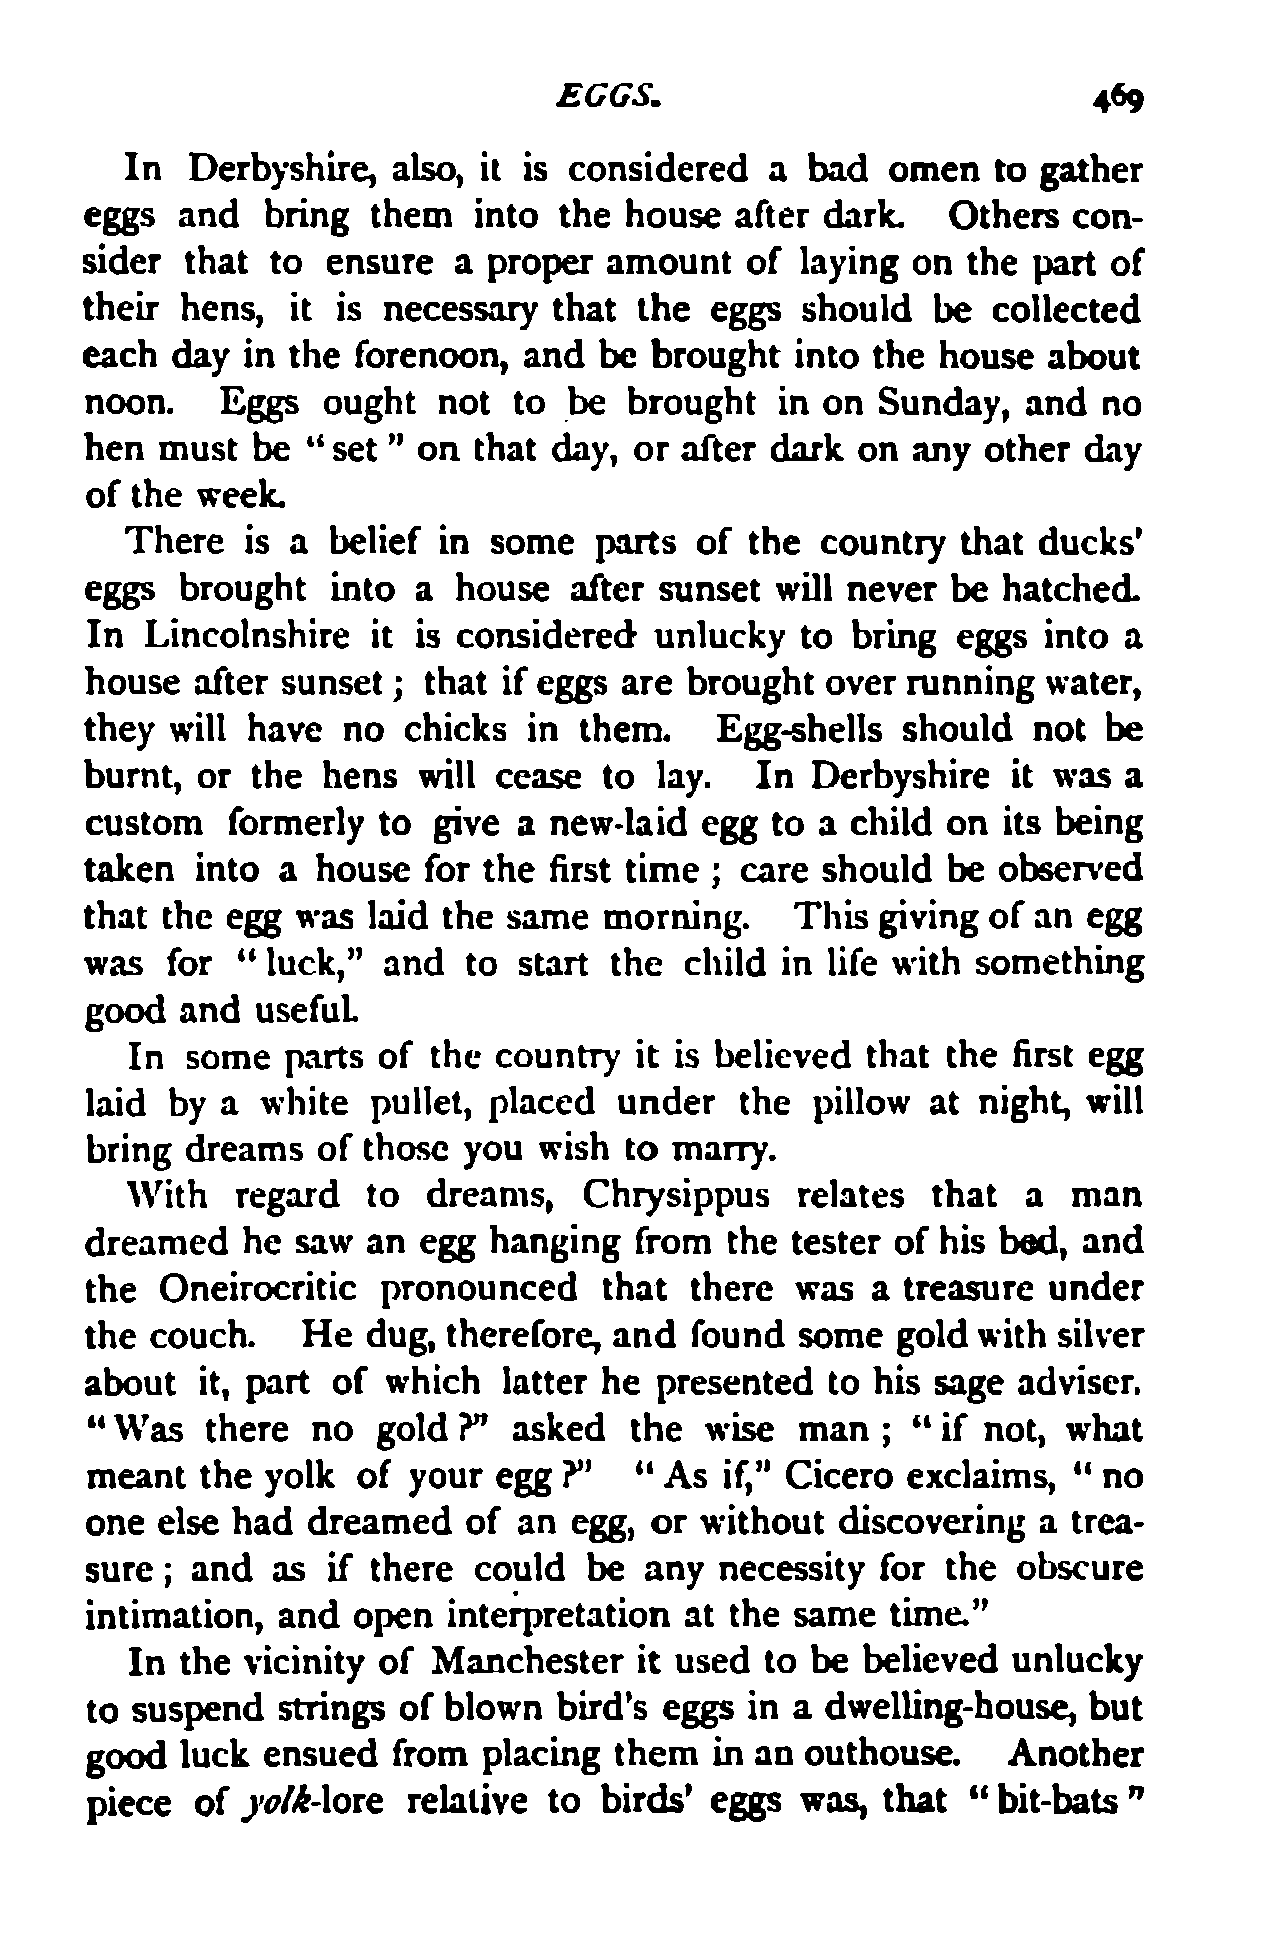 EGGS. 469
In Derbyshire, also, it is considered a bad omen to gather
eggs and bring them into the house after dark. Others con-
sider that to ensure a proper amount of laying on the part of
their hens, it is necessary that the eggs should be collected
each day in the forenoon, and be brought into the house about
noon. Eggs ought not to be brought in on Sunday, and no
hen must be "set" on that day, or after dark on any other day
of the week.
There is a belief in some parts of the country that ducks'
eggs brought into a house after sunset will never be hatched.
In Lincolnshire it is considered unlucky to bring eggs into a
house after sunset; that if eggs are brought over running water,
they will have no chicks in them. Egg-shells should not be
burnt, or the hens will cease to lay. In Derbyshire it was a
custom formerly to give a new-laid egg to a child on its being
taken into a house for the first time; care should be observed
that the egg was laid the same morning. This giving of an egg
was for "luck," and to start the child in life with something
good and useful.
In some parts of the country it is believed that the first egg
laid by a white pullet, placed under the pillow at night, will
bring dreams of those you wish to marry.
With regard to dreams, Chrysippus relates that a man
dreamed he saw an egg hanging from the tester of his bed, and
the Oneirocritic pronounced that there was a treasure under
the couch. He dug, therefore, and found some gold with silver
about it, part of which latter he presented to his sage adviser.
"Was there no gold?" asked the wise man; "if not, what
meant the yolk of your egg?" "As if," Cicero exclaims, "no
one else had dreamed of an egg, or without discovering a trea-
sure; and as if there could be any necessity for the obscure
intimation, and open interpretation at the same time."
In the vicinity of Manchester it used to be believed unlucky
to suspend strings of blown bird's eggs in a dwelling-house, but
good luck ensued from placing them in an outhouse. Another
piece of yolk-lore relative to birds' eggs was, that "bit-bats"